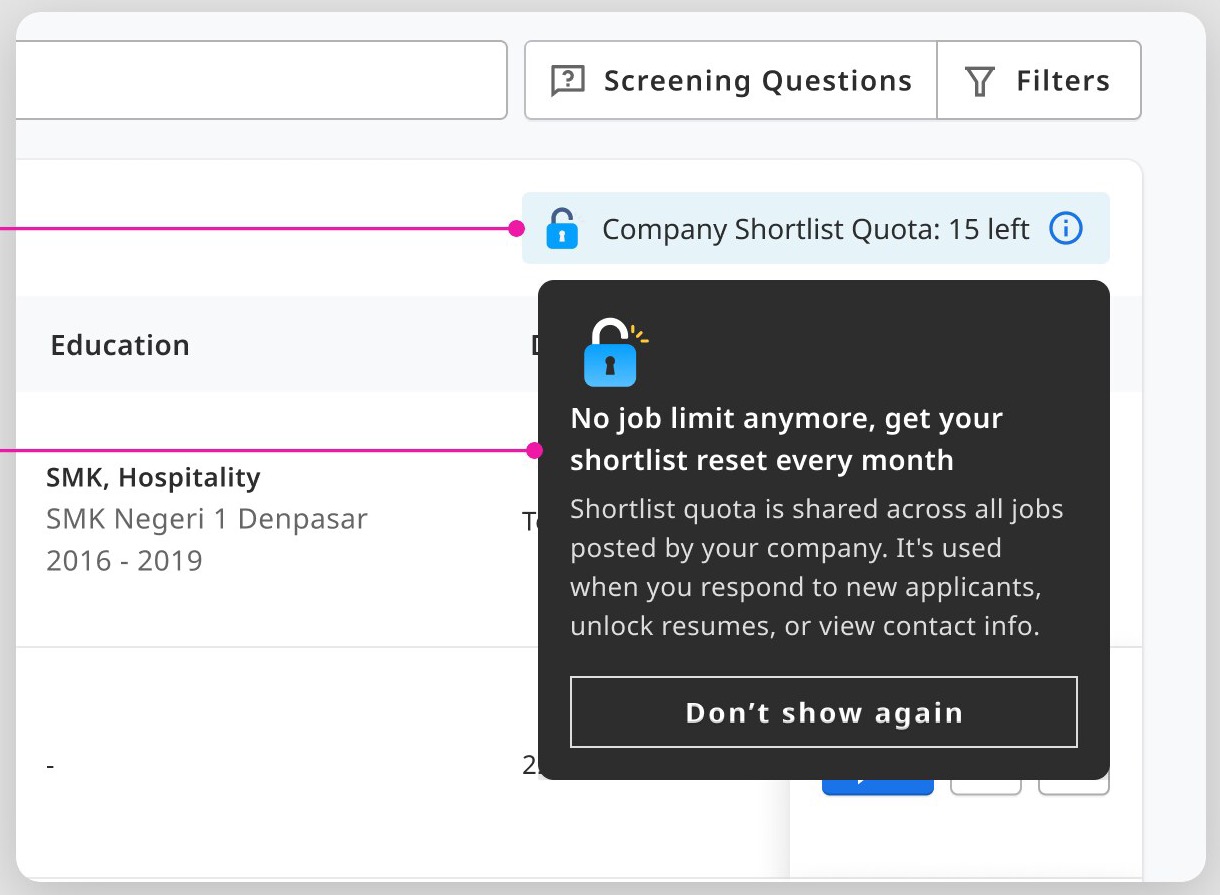 Screening Questions
Filters
Company Shortlist Quota: 15 left
Education
No job limit anymore, get your
shortlist reset every month
SMK, Hospitality
SMK Negeri 1 Denpasar
2016 - 2019
Shortlist quota is shared across all jobs
posted by your company. It's used
when you respond to new applicants,
unlock resumes, or view contact info.
Don’t show again
-